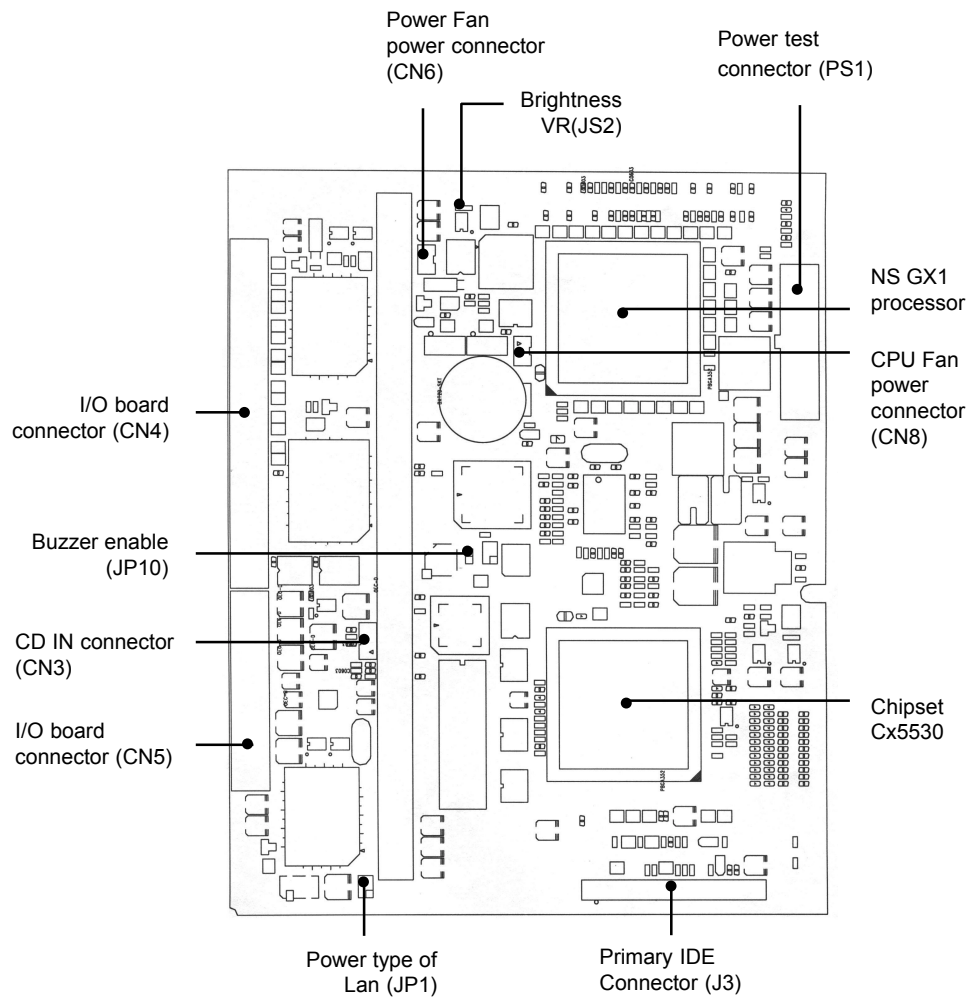 Power Fan
power connector
(CN6)
Power test
connector (PS1)
Brightness
VR(JS2)
NS GX1
processor
CPU Fan
power
connector
(CN8)
I/O board
connector (CN4)
Buzzer enable
(JP10)
CD IN connector
(CN3)
I/O board
connector (CN5)
Chipset
Cx5530
Power type of
Lan (JP1)
Primary IDE
Connector (J3)